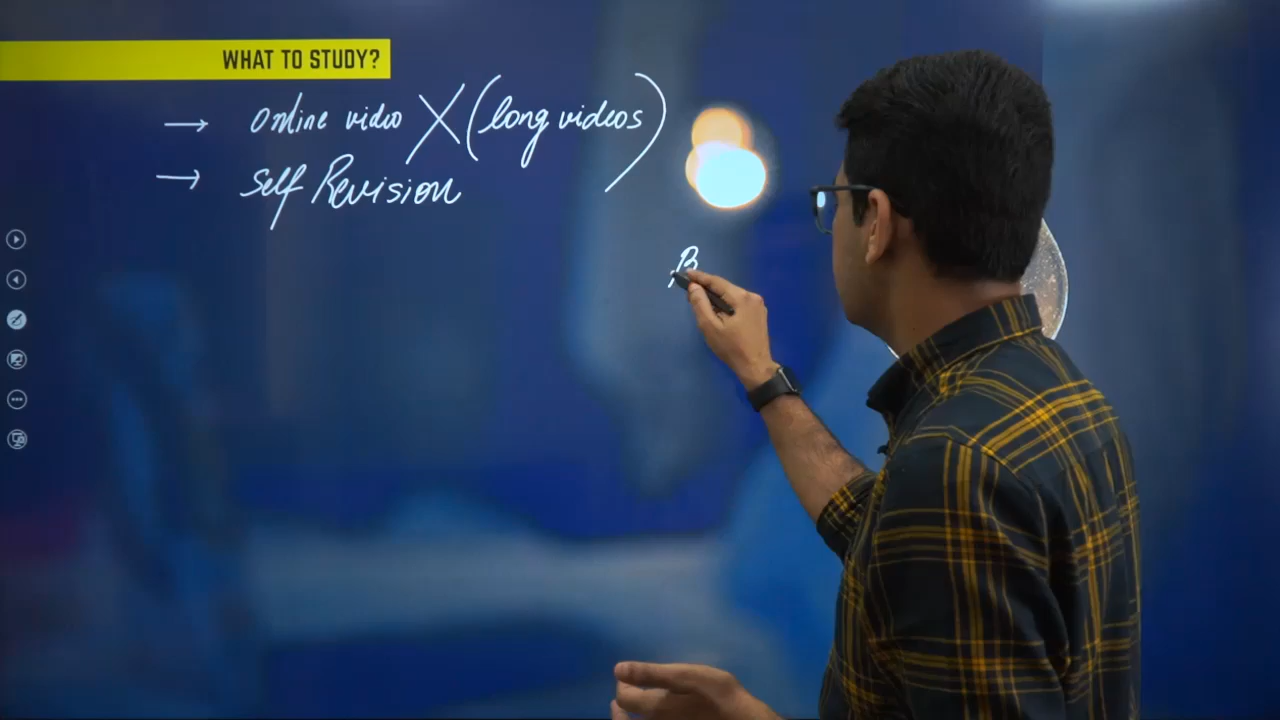 WHAT TO STUDY?
→ Online video X (long videos)
→ Self Revision
B